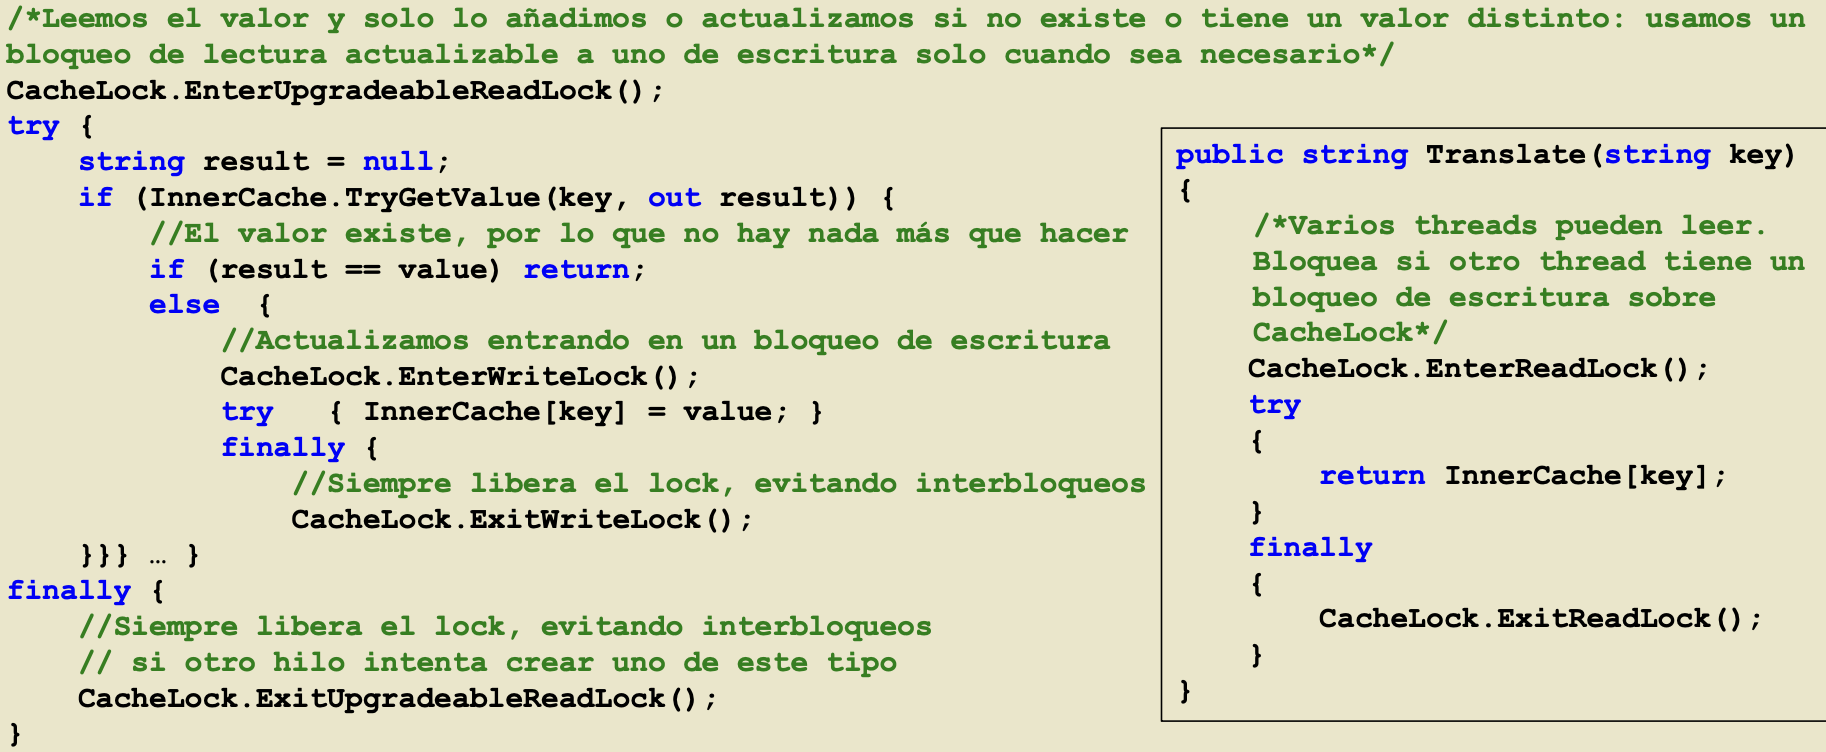 /*Leemos el valor y solo lo añadimos o actualizamos si no existe o tiene un valor distinto: usamos un
bloqueo de lectura actualizable a uno de escritura solo cuando sea necesario*/
CacheLock.EnterUpgradeableReadLock();
try {
    string result = null;
    if (InnerCache.TryGetValue(key, out result)) {
        //El valor existe, por lo que no hay nada más que hacer
        if (result == value) return;
        else  {
            //Actualizamos entrando en un bloqueo de escritura
            CacheLock.EnterWriteLock();
            try   { InnerCache[key] = value; }
            finally {
                //Siempre libera el lock, evitando interbloqueos
                CacheLock.ExitWriteLock();
    }}} … }
finally {
    //Siempre libera el lock, evitando interbloqueos
    // si otro hilo intenta crear uno de este tipo
    CacheLock.ExitUpgradeableReadLock();
}
public string Translate(string key)
{
    /*Varios threads pueden leer.
    Bloquea si otro thread tiene un
    bloqueo de escritura sobre
    CacheLock*/
    CacheLock.EnterReadLock();
    try
    {
        return InnerCache[key];
    }
    finally
    {
        CacheLock.ExitReadLock();
    }
}